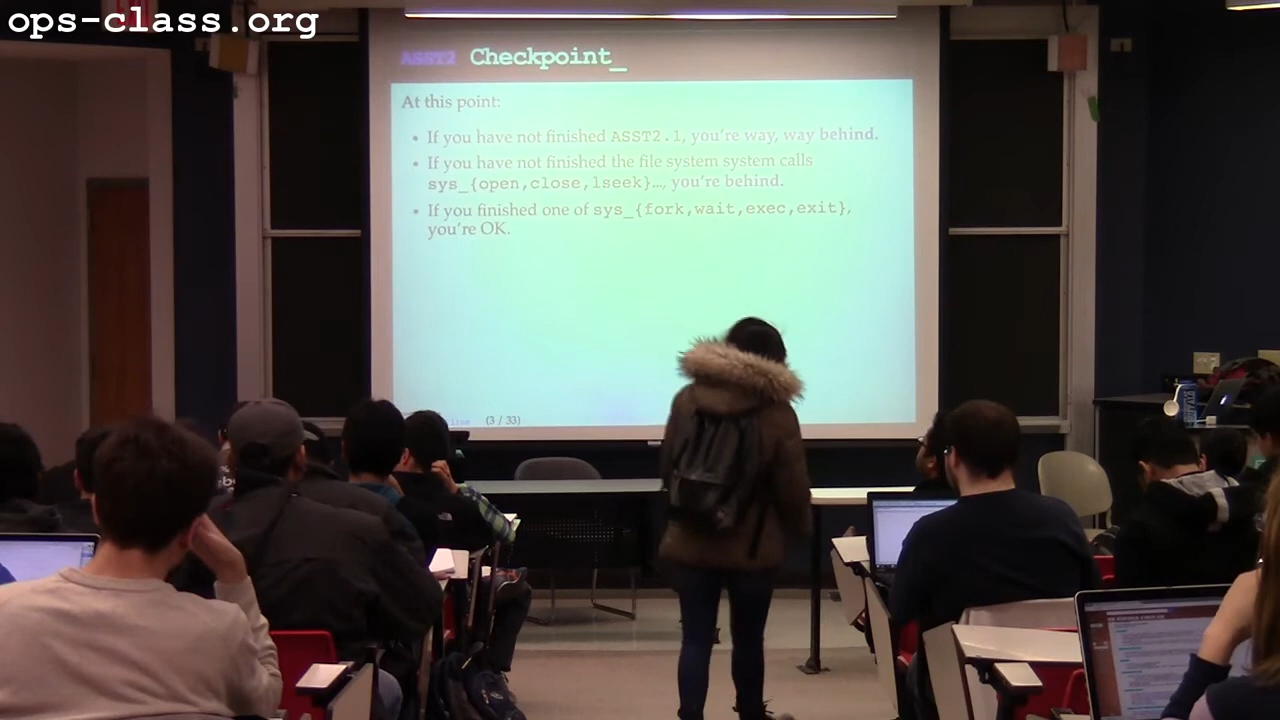 ops-class.org
ASST2 Checkpoint_
At this point:
• If you have not finished ASST2.1, you're way, way behind.
• If you have not finished the file system system calls
sys_{open,close,lseek}…, you're behind.
• If you finished one of sys_{fork,wait,exec,exit},
you're OK.
(3 / 33)